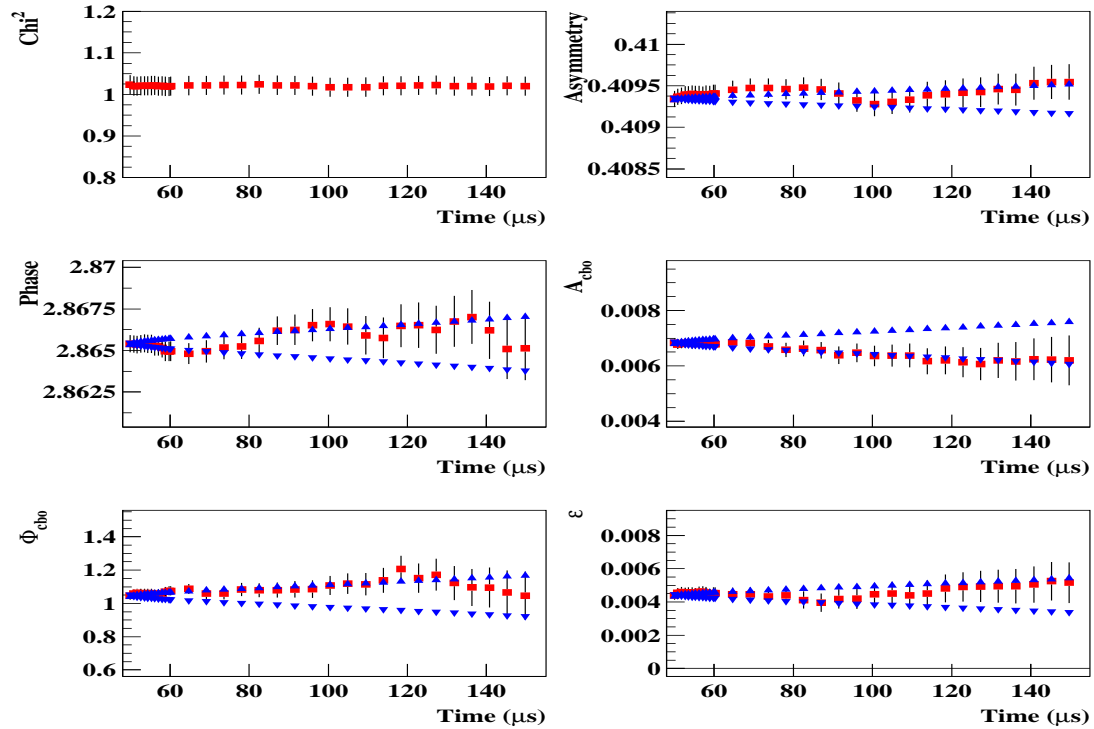 Chi²
1.2
1.1
1
0.9
0.8
60 80 100 120 140
Time (μs)
Asymmetry
0.41
0.4095
0.409
0.4085
60 80 100 120 140
Time (μs)
Phase
2.87
2.8675
2.865
2.8625
60 80 100 120 140
Time (μs)
A_cbo
0.008
0.006
0.004
60 80 100 120 140
Time (μs)
Φ_cbo
1.4
1.2
1
0.8
0.6
60 80 100 120 140
Time (μs)
ε
0.008
0.006
0.004
0.002
0
60 80 100 120 140
Time (μs)